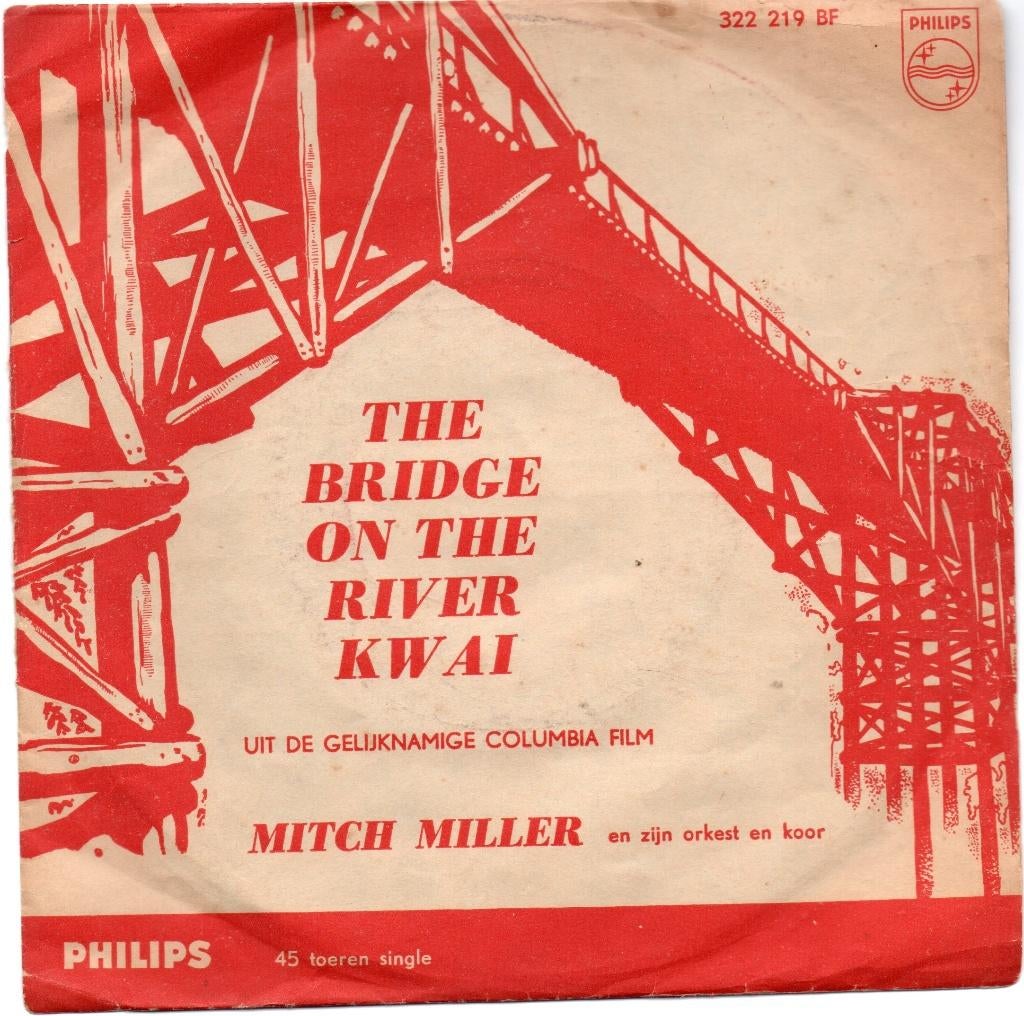 322 219 BF
PHILIPS
THE
BRIDGE
ON THE
RIVER
KWAI
UIT DE GELIJKNAMIGE COLUMBIA FILM
MITCH MILLER en zijn orkest en koor
PHILIPS 45 toeren single